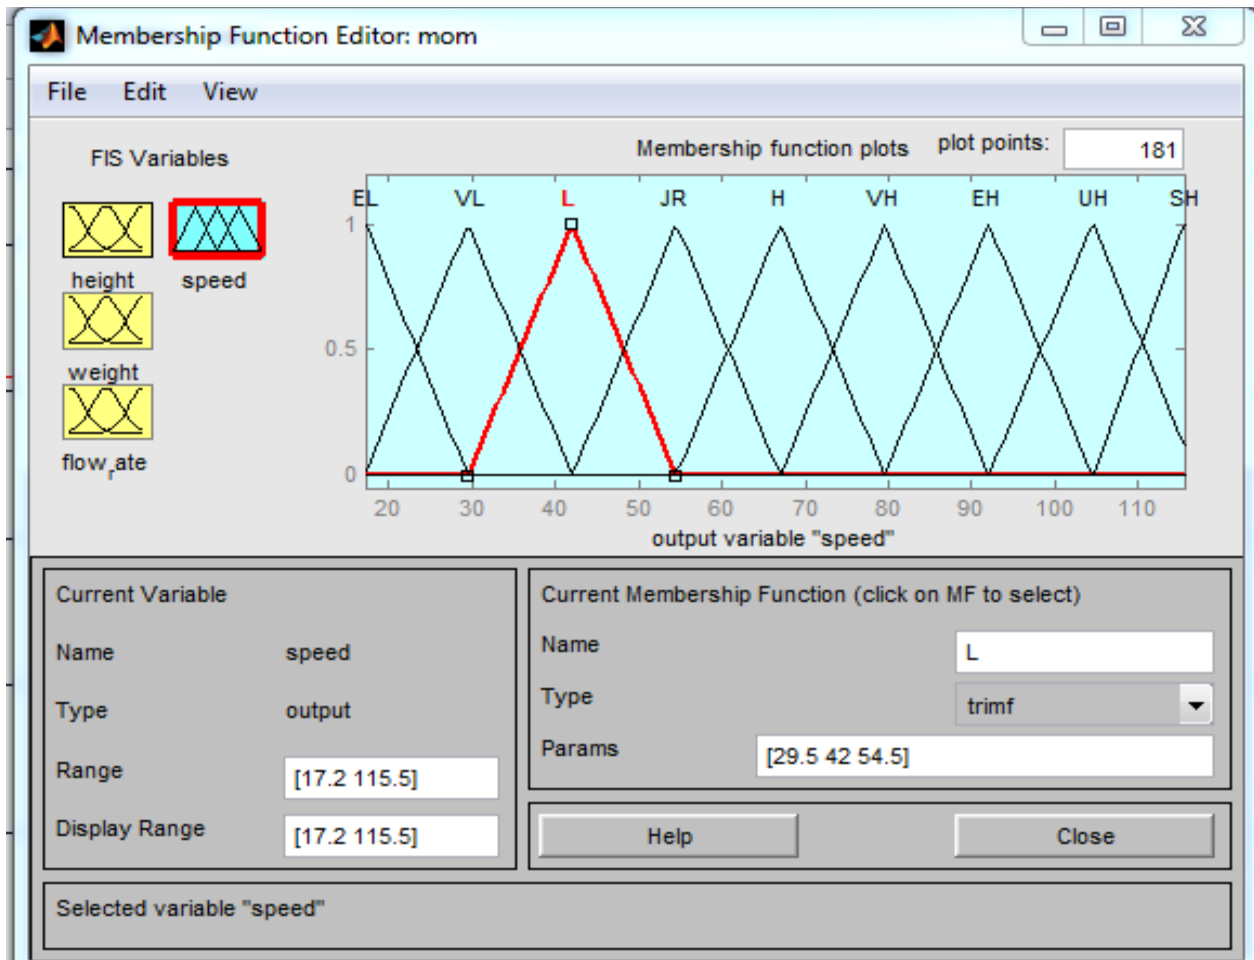 Membership Function Editor: mom
File Edit View
FIS Variables
Membership function plots plot points: 181
EL VL L JR H VH EH UH SH
1
0.5
0
20 30 40 50 60 70 80 90 100 110
output variable "speed"
height speed
weight
flowrate
Current Variable
Name speed
Type output
Range [17.2 115.5]
Display Range [17.2 115.5]
Current Membership Function (click on MF to select)
Name L
Type trimf
Params [29.5 42 54.5]
Help Close
Selected variable "speed"